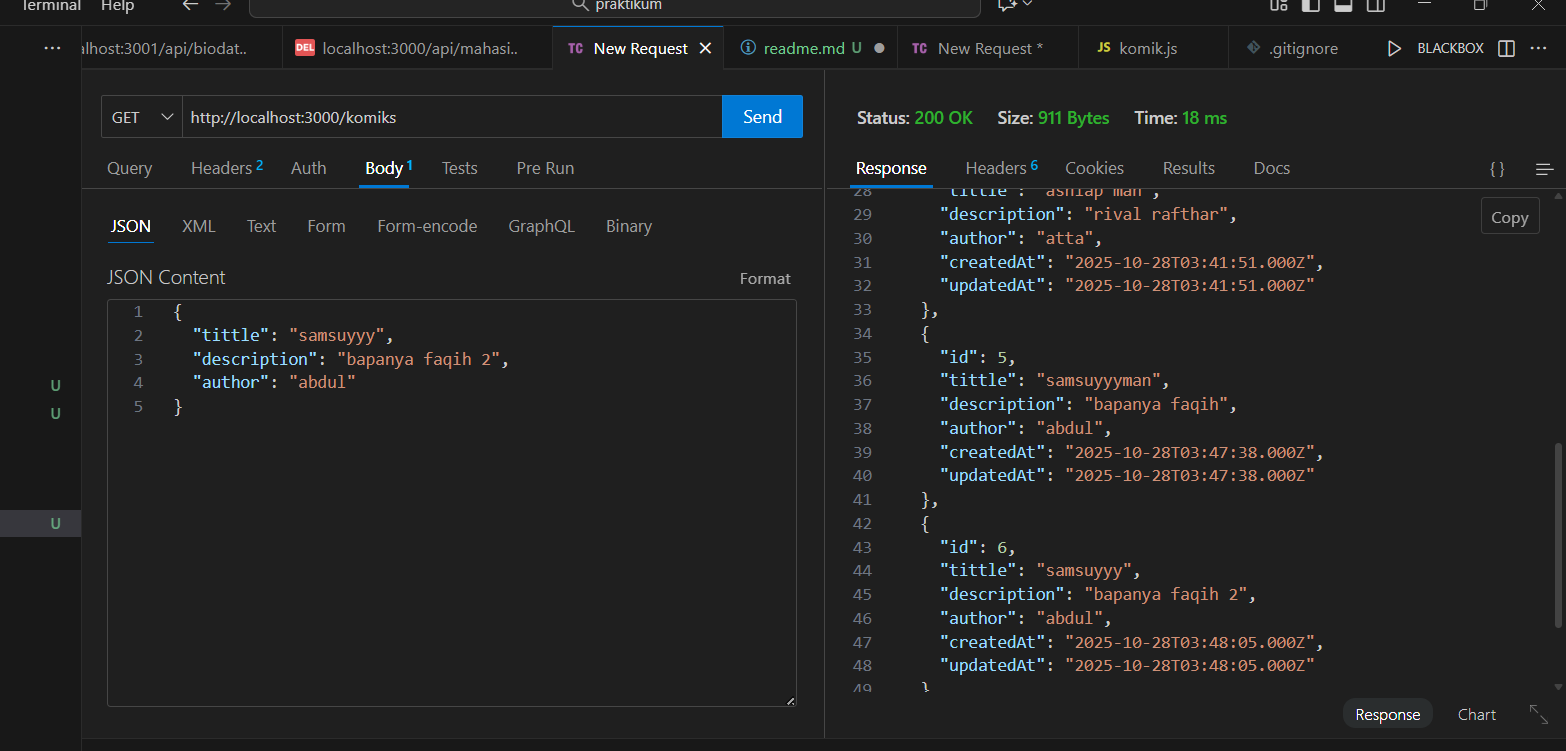 Terminal Help praktikum
alhost:3001/api/biodat.. DEL localhost:3000/api/mahasi.. TC New Request readme.md U TC New Request * JS komik.js .gitignore BLACKBOX
GET http://localhost:3000/komiks Send
Query Headers 2 Auth Body 1 Tests Pre Run
JSON XML Text Form Form-encode GraphQL Binary
JSON Content Format
1 {
2 "tittle": "samsuyyy",
3 "description": "bapanya faqih 2",
4 "author": "abdul"
5 }
U
U
U
Status: 200 OK Size: 911 Bytes Time: 18 ms
Response Headers 6 Cookies Results Docs {}
Copy
28 "tittle": "ashiap man",
29 "description": "rival rafthar",
30 "author": "atta",
31 "createdAt": "2025-10-28T03:41:51.000Z",
32 "updatedAt": "2025-10-28T03:41:51.000Z"
33 },
34 {
35 "id": 5,
36 "tittle": "samsuyyyman",
37 "description": "bapanya faqih",
38 "author": "abdul",
39 "createdAt": "2025-10-28T03:47:38.000Z",
40 "updatedAt": "2025-10-28T03:47:38.000Z"
41 },
42 {
43 "id": 6,
44 "tittle": "samsuyyy",
45 "description": "bapanya faqih 2",
46 "author": "abdul",
47 "createdAt": "2025-10-28T03:48:05.000Z",
48 "updatedAt": "2025-10-28T03:48:05.000Z"
49 }
Response Chart